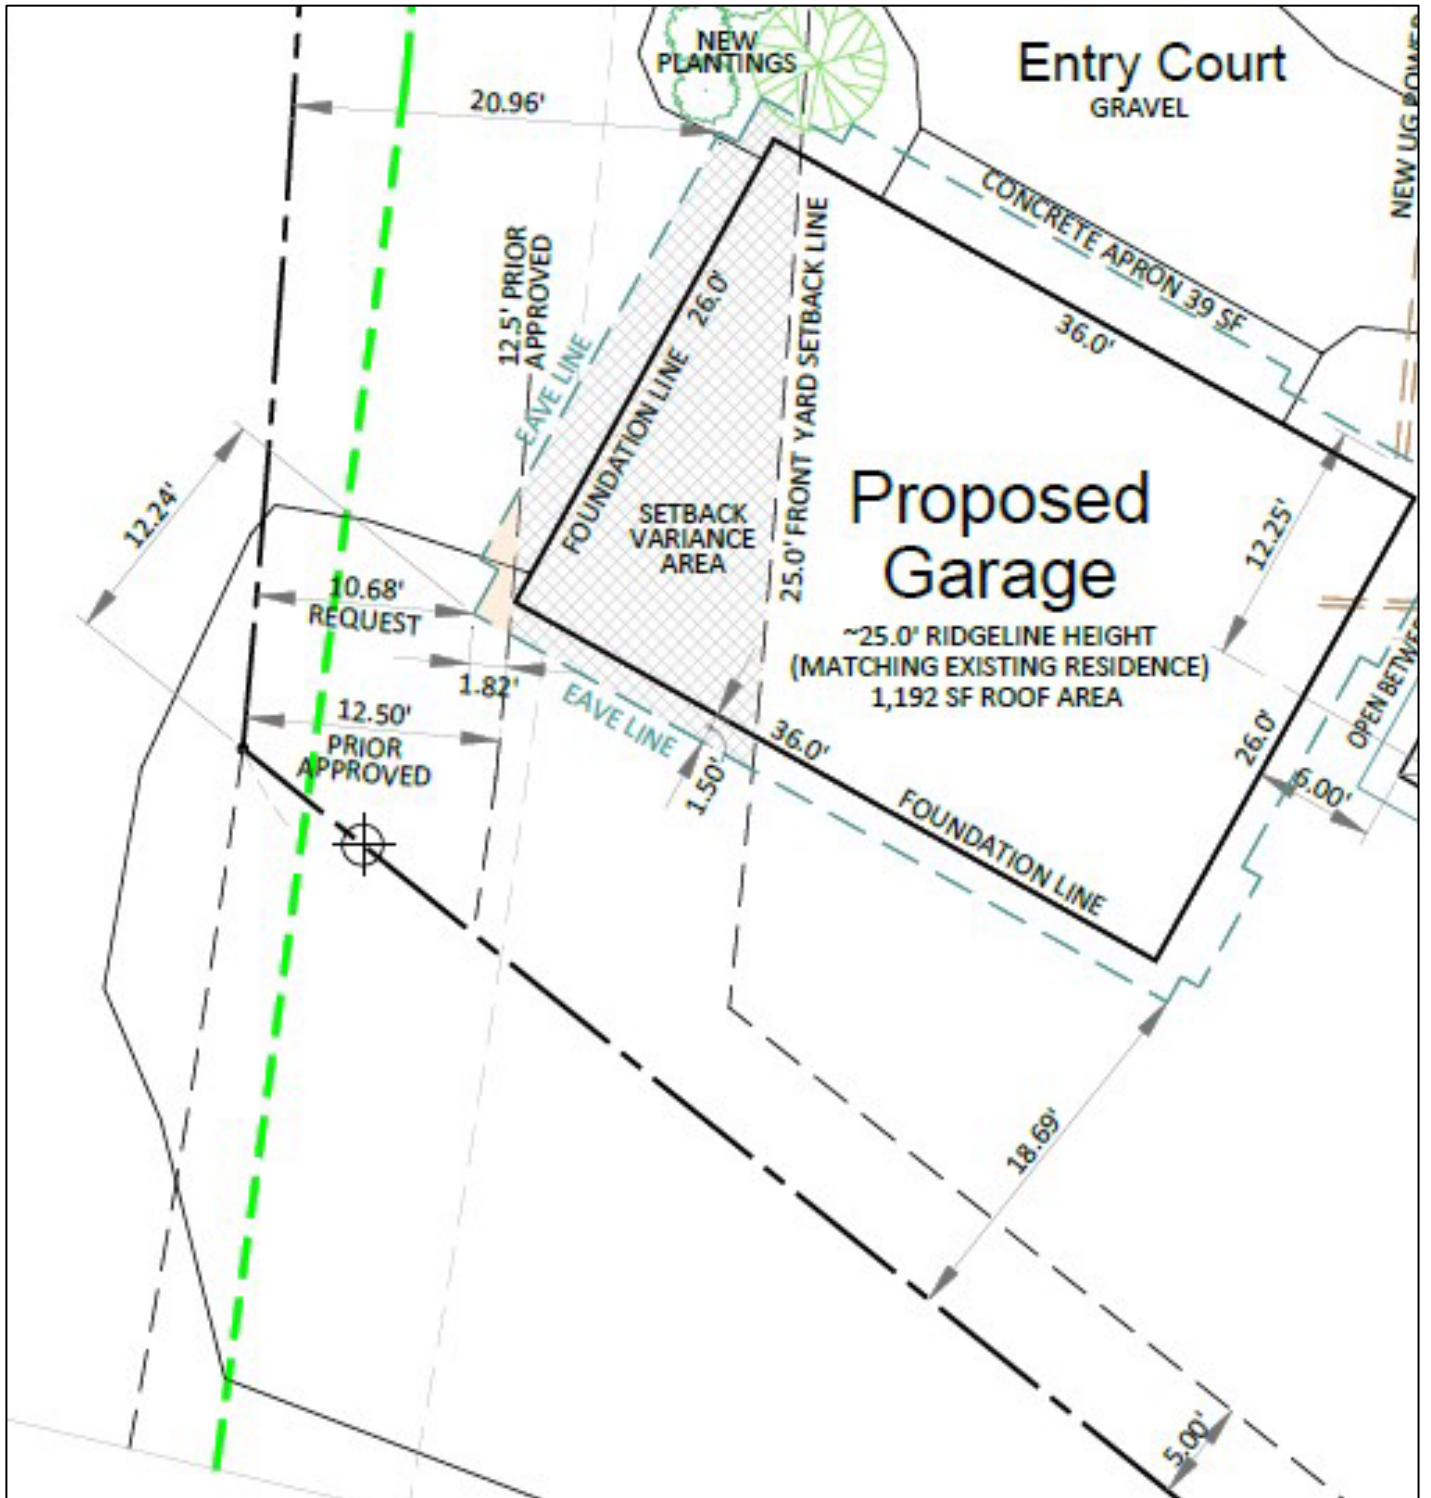 NEW
PLANTINGS
Entry Court
GRAVEL
NEW UG POWER
20.96'
CONCRETE APRON 39 SF
36.0'
12.5' PRIOR
APPROVED
EAVE LINE
FOUNDATION LINE
26.0'
25.0' FRONT YARD SETBACK LINE
SETBACK
VARIANCE
AREA
Proposed
Garage
~25.0' RIDGELINE HEIGHT
(MATCHING EXISTING RESIDENCE)
1,192 SF ROOF AREA
12.25'
12.24'
10.68'
REQUEST
1.82'
12.50'
PRIOR
APPROVED
EAVE LINE
1.50'
36.0'
FOUNDATION LINE
26.0'
6.00'
OPEN BETWE
18.69'
5.00'